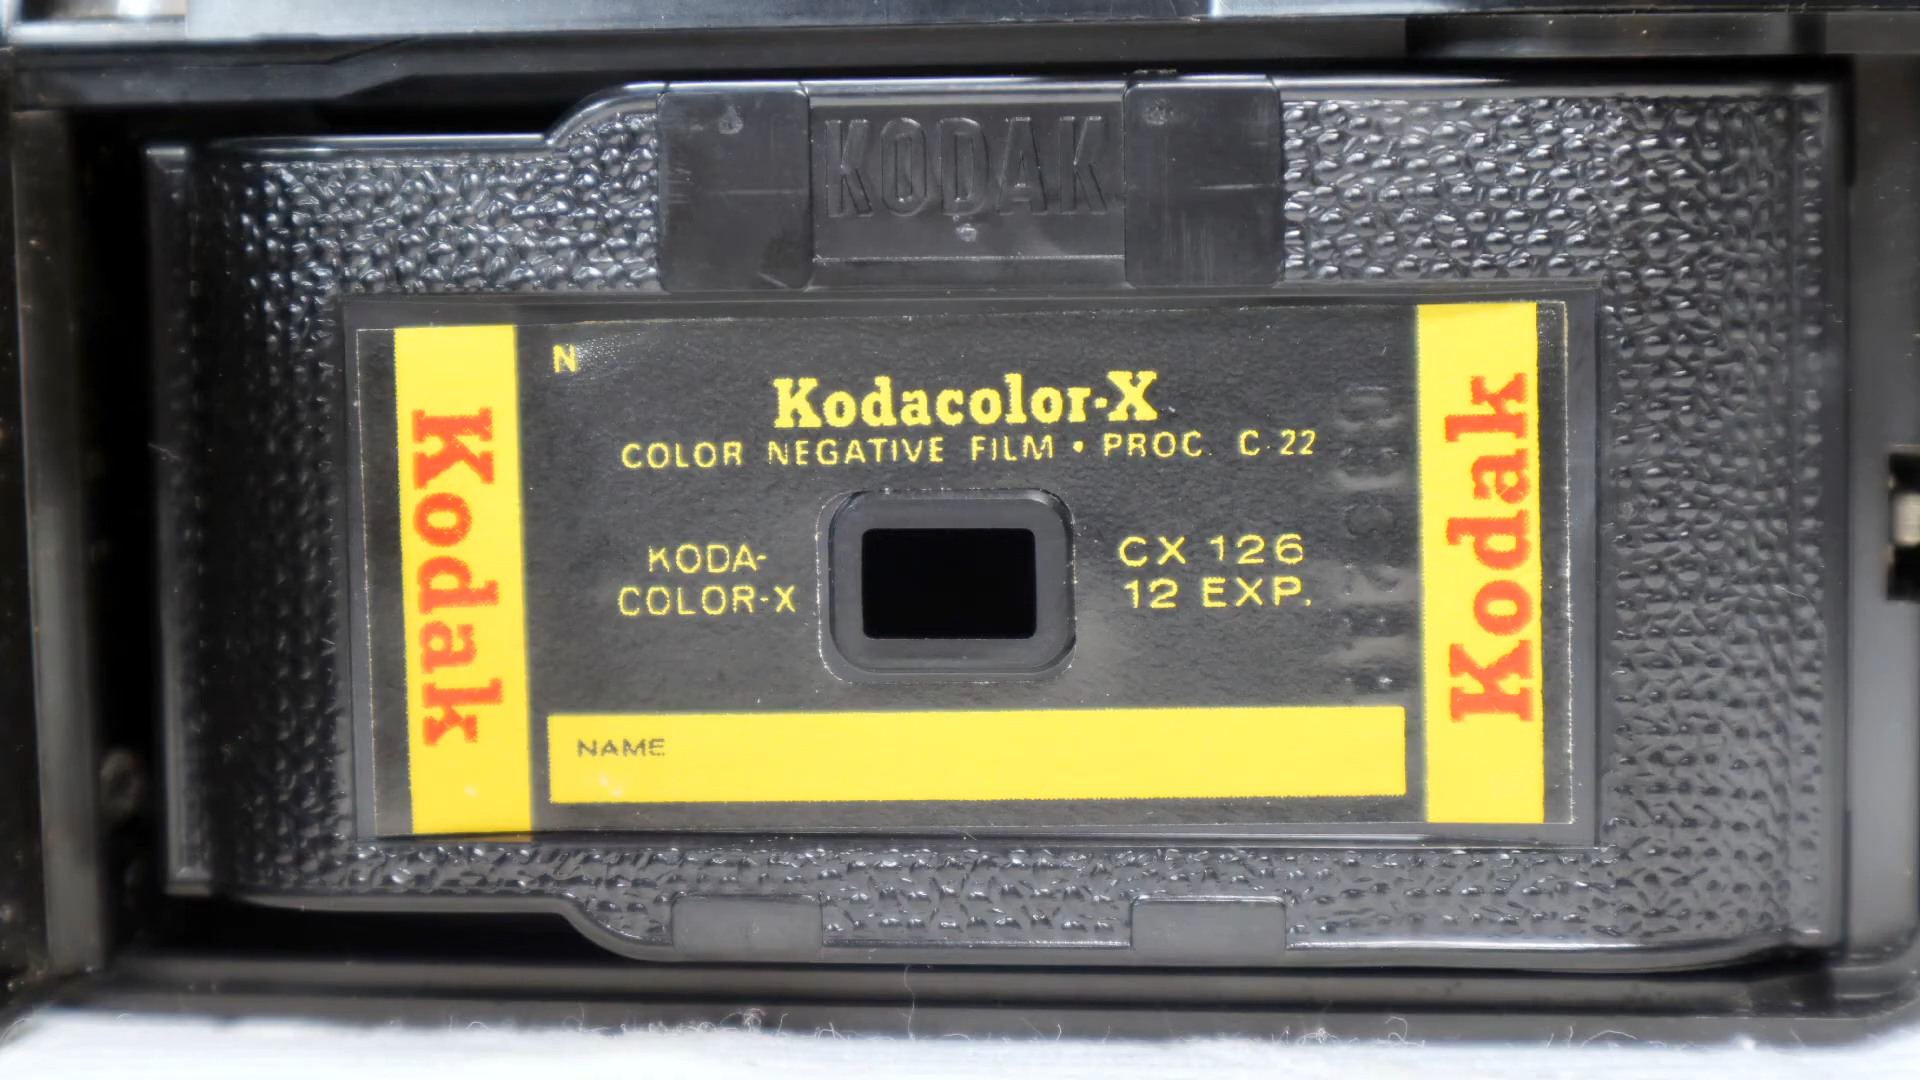 KODAK
N
Kodacolor-X
COLOR NEGATIVE FILM • PROC. C-22
KODA-
COLOR-X
CX 126
12 EXP.
NAME
Kodak
Kodak